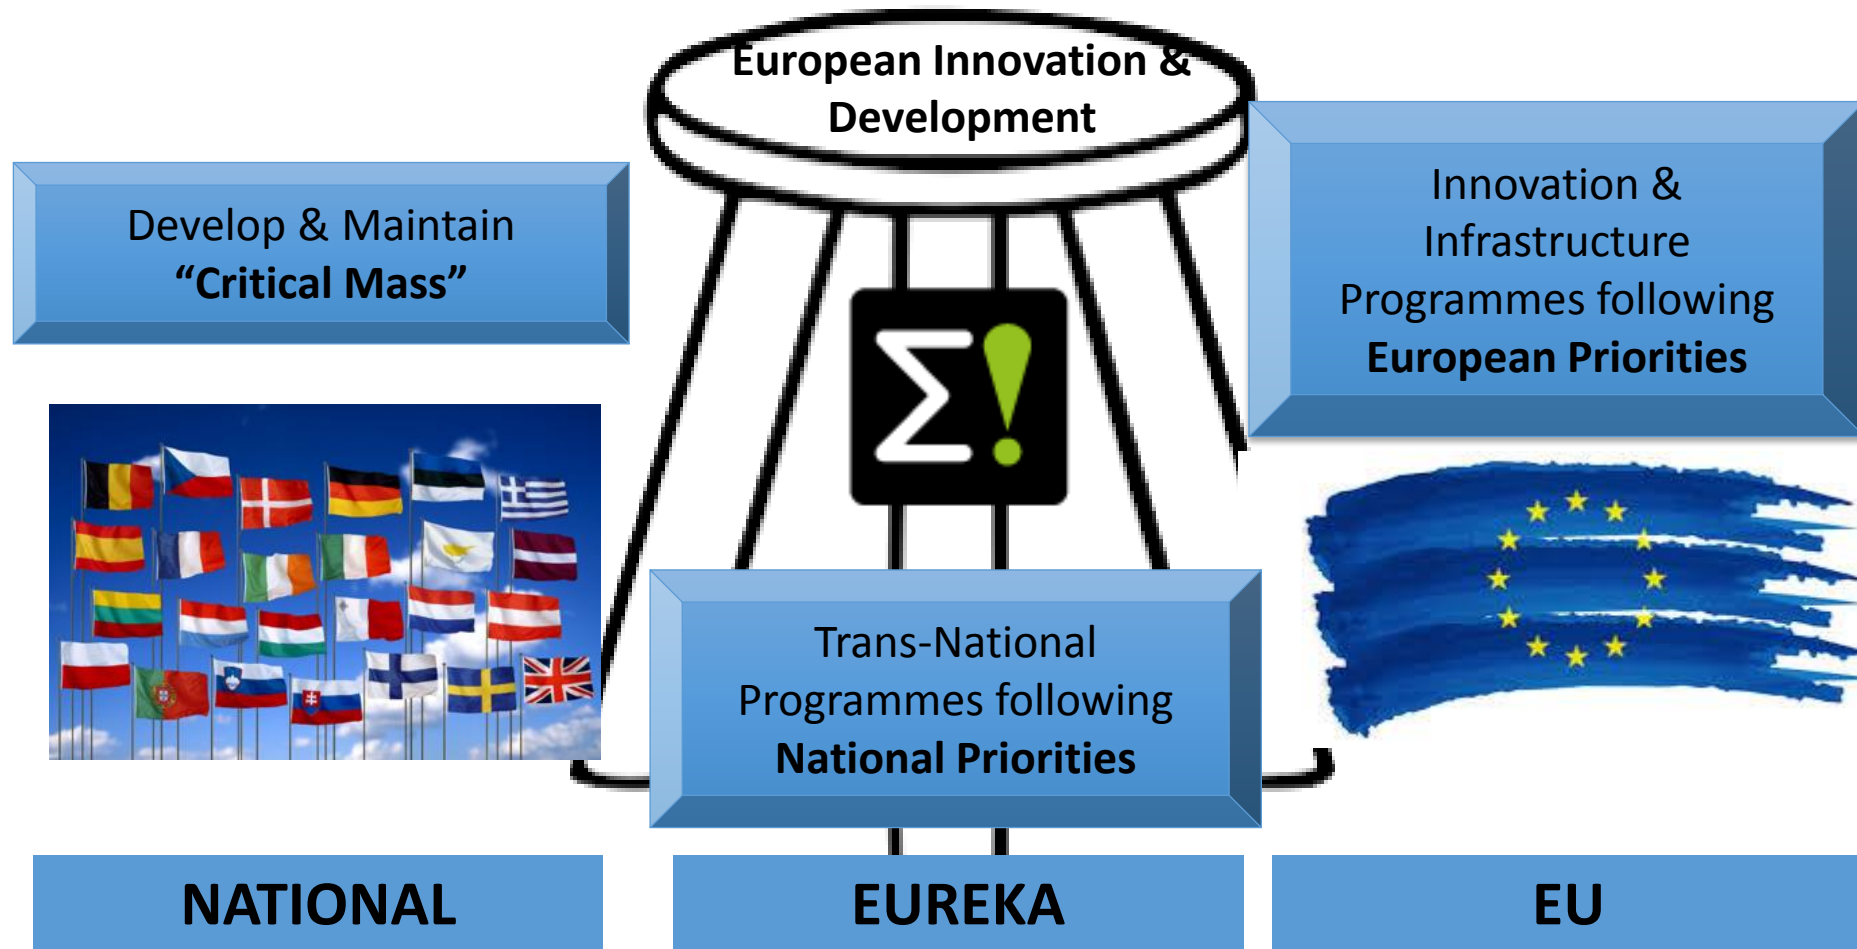 European Innovation &
Development
Develop & Maintain
“Critical Mass”
Innovation &
Infrastructure
Programmes following
European Priorities
Σ!
Trans-National
Programmes following
National Priorities
NATIONAL
EUREKA
EU